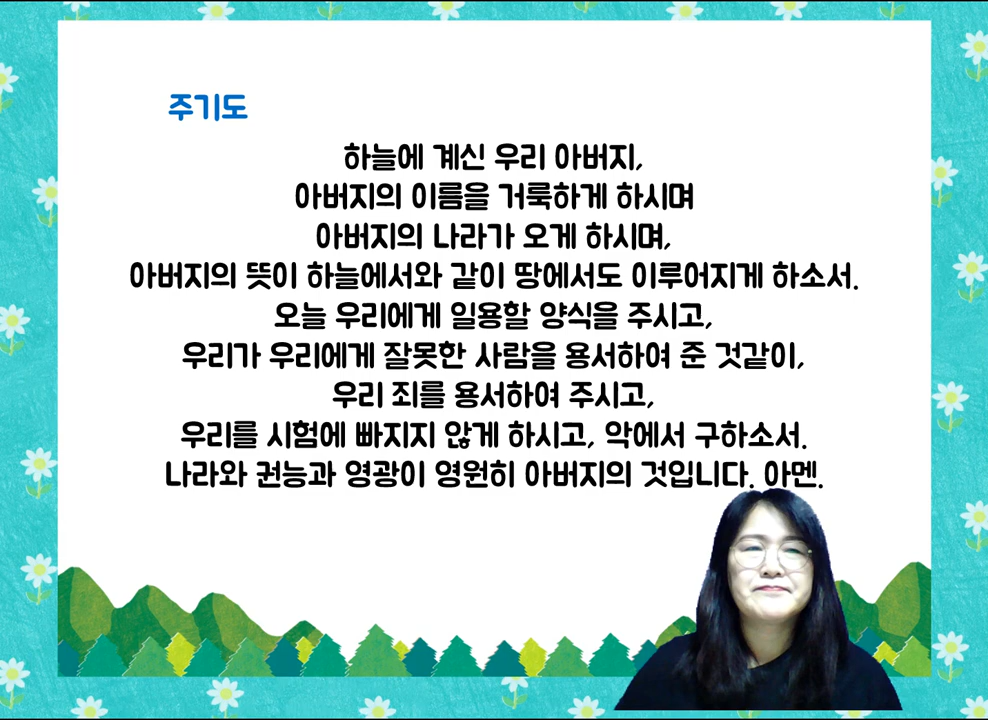 주기도
하늘에 계신 우리 아버지,
아버지의 이름을 거룩하게 하시며
아버지의 나라가 오게 하시며,
아버지의 뜻이 하늘에서와 같이 땅에서도 이루어지게 하소서.
오늘 우리에게 일용할 양식을 주시고,
우리가 우리에게 잘못한 사람을 용서하여 준 것같이,
우리 죄를 용서하여 주시고,
우리를 시험에 빠지지 않게 하시고, 악에서 구하소서.
나라와 권능과 영광이 영원히 아버지의 것입니다. 아멘.